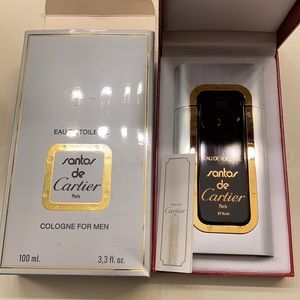 EAU DE TOILETTE
santos
de
Cartier
Paris
COLOGNE FOR MEN
100 ml. 3,3 fl. oz.
EAU DE TOILETTE
santos
de
Cartier
Paris
Cartier